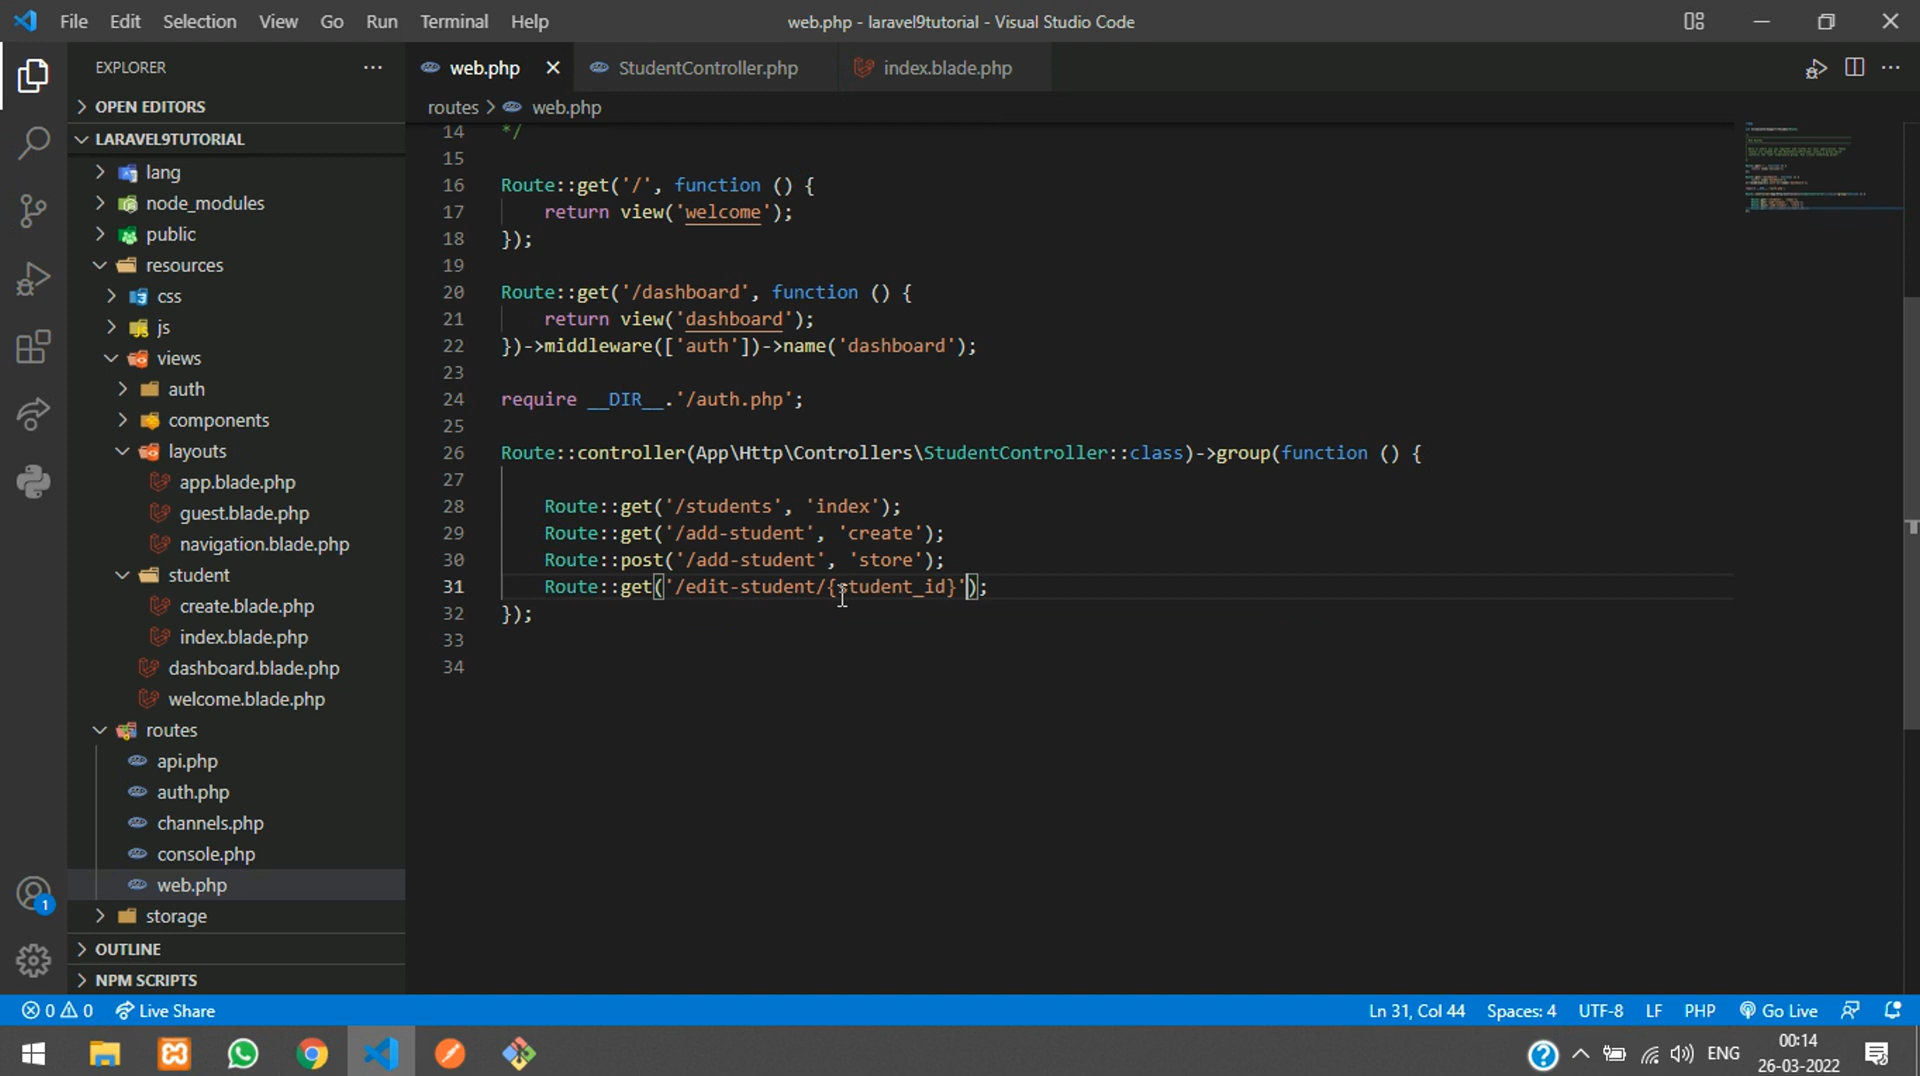 File Edit Selection View Go Run Terminal Help
web.php - laravel9tutorial - Visual Studio Code
EXPLORER
OPEN EDITORS
LARAVEL9TUTORIAL
lang
node_modules
public
resources
css
js
views
auth
components
layouts
app.blade.php
guest.blade.php
navigation.blade.php
student
create.blade.php
index.blade.php
dashboard.blade.php
welcome.blade.php
routes
api.php
auth.php
channels.php
console.php
web.php
storage
OUTLINE
NPM SCRIPTS
web.php StudentController.php index.blade.php
routes > web.php
14 */
15
16 Route::get('/', function () {
17     return view('welcome');
18 });
19
20 Route::get('/dashboard', function () {
21     return view('dashboard');
22 })->middleware(['auth'])->name('dashboard');
23
24 require __DIR__.'/auth.php';
25
26 Route::controller(App\Http\Controllers\StudentController::class)->group(function () {
27
28     Route::get('/students', 'index');
29     Route::get('/add-student', 'create');
30     Route::post('/add-student', 'store');
31     Route::get('/edit-student/{student_id}');
32 });
33
34
0 0 Live Share Ln 31, Col 44 Spaces: 4 UTF-8 LF PHP Go Live
1
ENG
00:14
26-03-2022